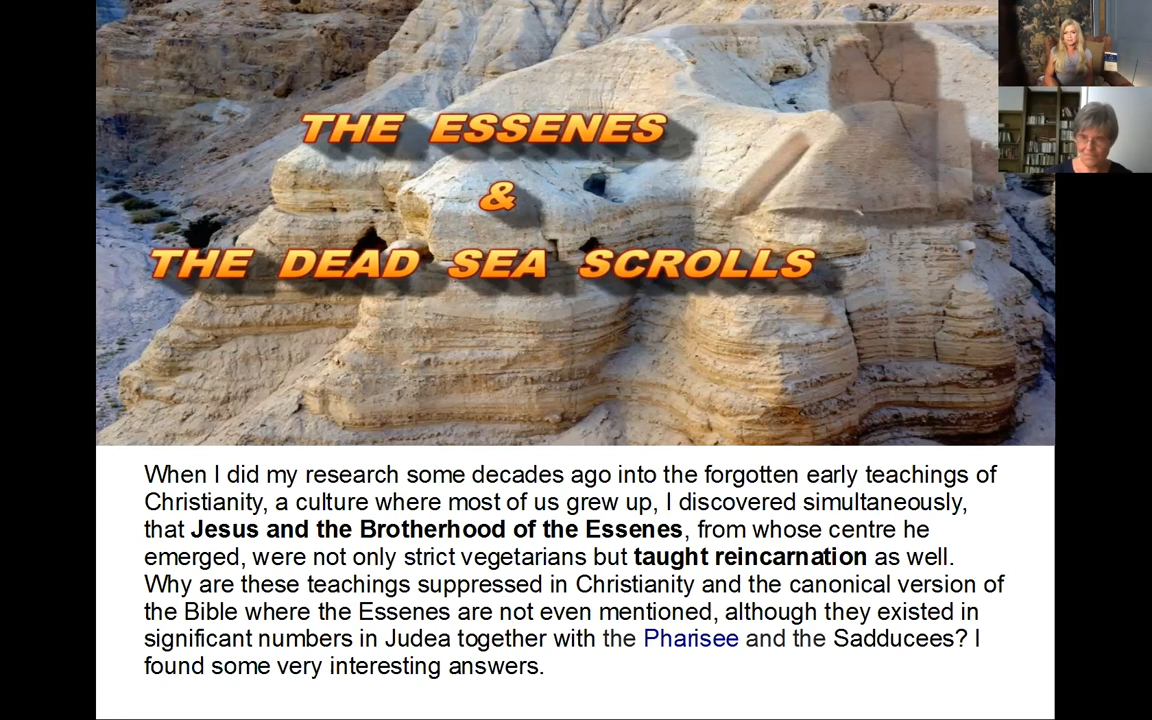 THE ESSENES
&
THE DEAD SEA SCROLLS
When I did my research some decades ago into the forgotten early teachings of
Christianity, a culture where most of us grew up, I discovered simultaneously,
that Jesus and the Brotherhood of the Essenes, from whose centre he
emerged, were not only strict vegetarians but taught reincarnation as well.
Why are these teachings suppressed in Christianity and the canonical version of
the Bible where the Essenes are not even mentioned, although they existed in
significant numbers in Judea together with the Pharisee and the Sadducees? I
found some very interesting answers.